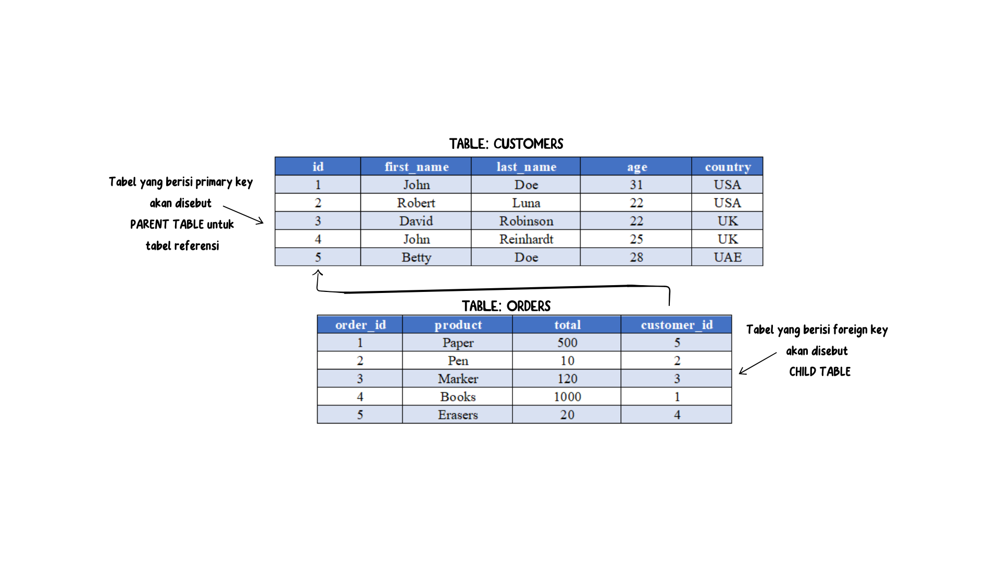 TABLE: CUSTOMERS
id first_name last_name age country
1 John Doe 31 USA
2 Robert Luna 22 USA
3 David Robinson 22 UK
4 John Reinhardt 25 UK
5 Betty Doe 28 UAE
Tabel yang berisi primary key
akan disebut
PARENT TABLE untuk
tabel referensi
TABLE: ORDERS
order_id product total customer_id
1 Paper 500 5
2 Pen 10 2
3 Marker 120 3
4 Books 1000 1
5 Erasers 20 4
Tabel yang berisi foreign key
akan disebut
CHILD TABLE